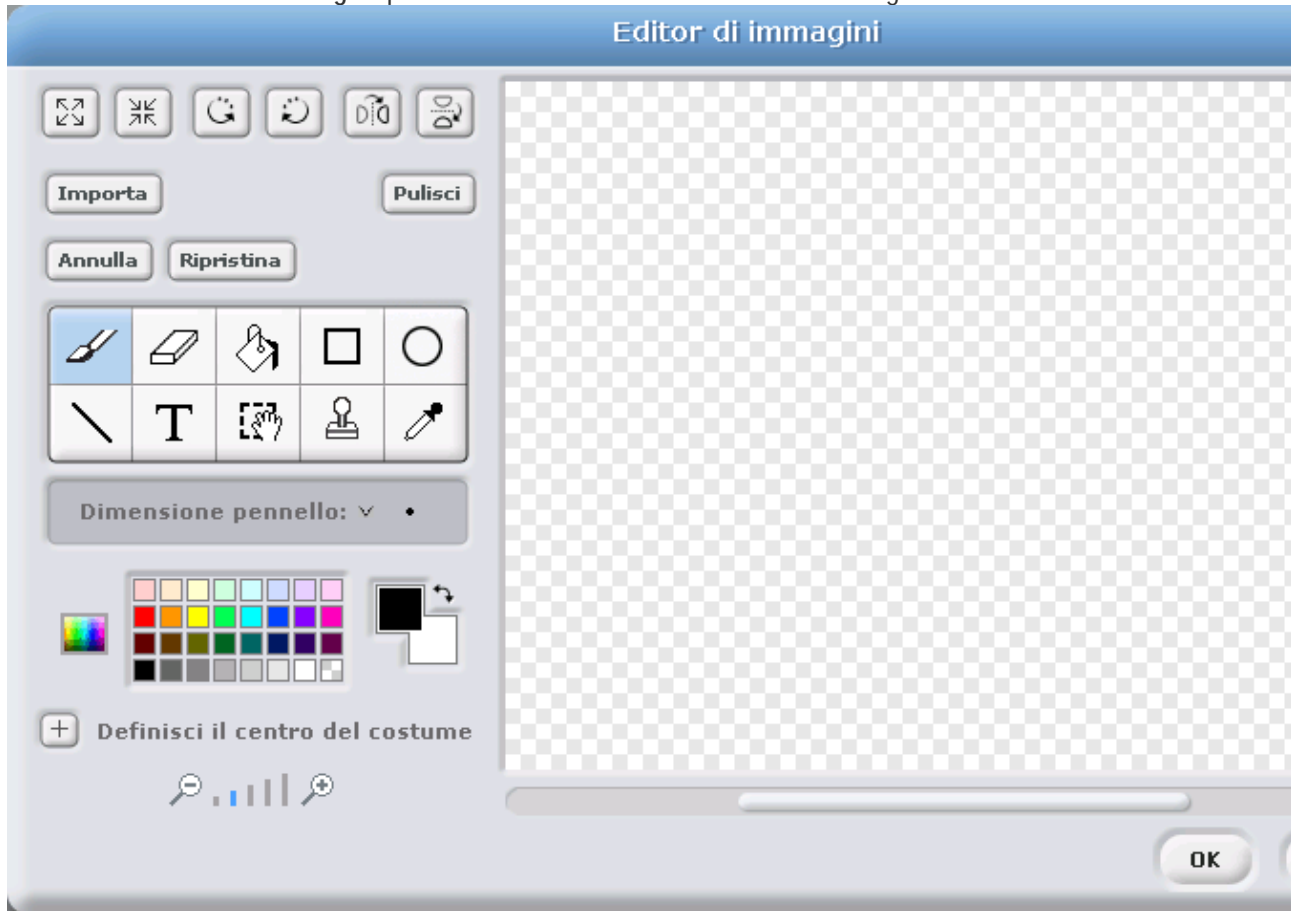 Editor di immagini
Importa
Pulisci
Annulla
Ripristina
T
Dimensione pennello:
Definisci il centro del costume
OK